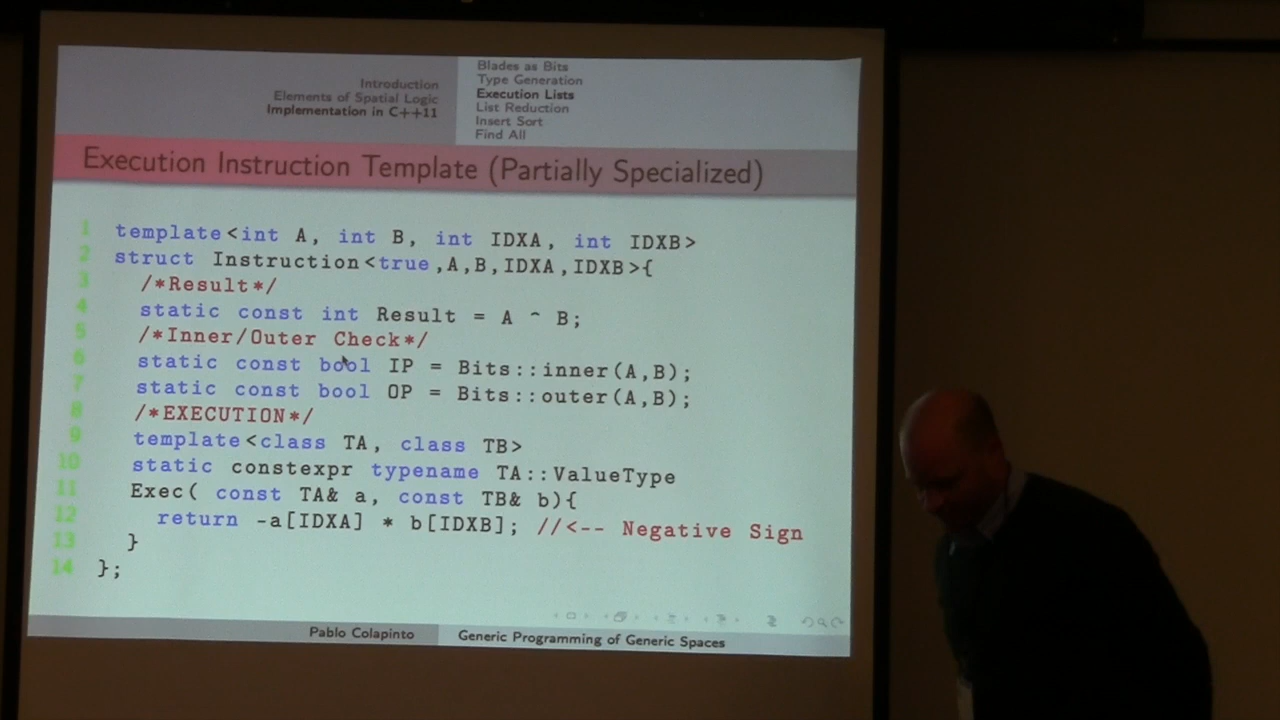 Introduction
Elements of Spatial Logic
Implementation in C++11
Blades as Bits
Type Generation
Execution Lists
List Reduction
Insert Sort
Find All
Execution Instruction Template (Partially Specialized)
1 template<int A, int B, int IDXA, int IDXB>
2 struct Instruction<true,A,B,IDXA,IDXB>{
3 /*Result*/
4 static const int Result = A ^ B;
5 /*Inner/Outer Check*/
6 static const bool IP = Bits::inner(A,B);
7 static const bool OP = Bits::outer(A,B);
8 /*EXECUTION*/
9 template<class TA, class TB>
10 static constexpr typename TA::ValueType
11 Exec( const TA& a, const TB& b){
12 return -a[IDXA] * b[IDXB]; //<-- Negative Sign
13 }
14 };
Pablo Colapinto
Generic Programming of Generic Spaces